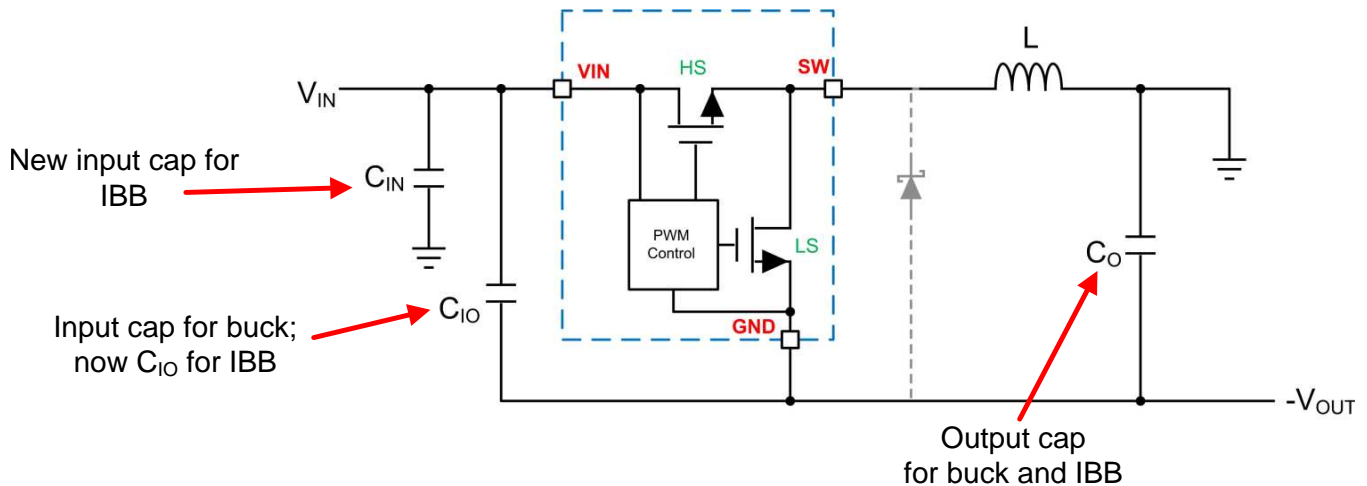 L
VIN
HS
SW
VIN
New input cap for
IBB
CIN
PWM
Control
LS
CO
CIO
Input cap for buck;
now CIO for IBB
GND
-VOUT
Output cap
for buck and IBB